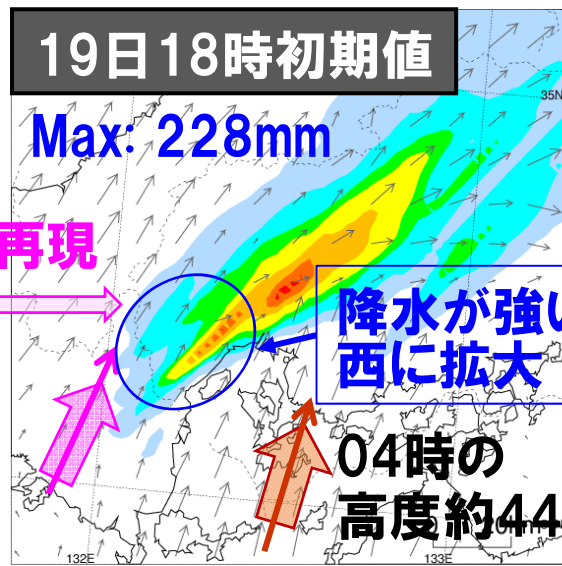 19日18時初期値
35N
Max: 228mm
再現
降水が強い
西に拡大
04時の
高度約44
132E
133E